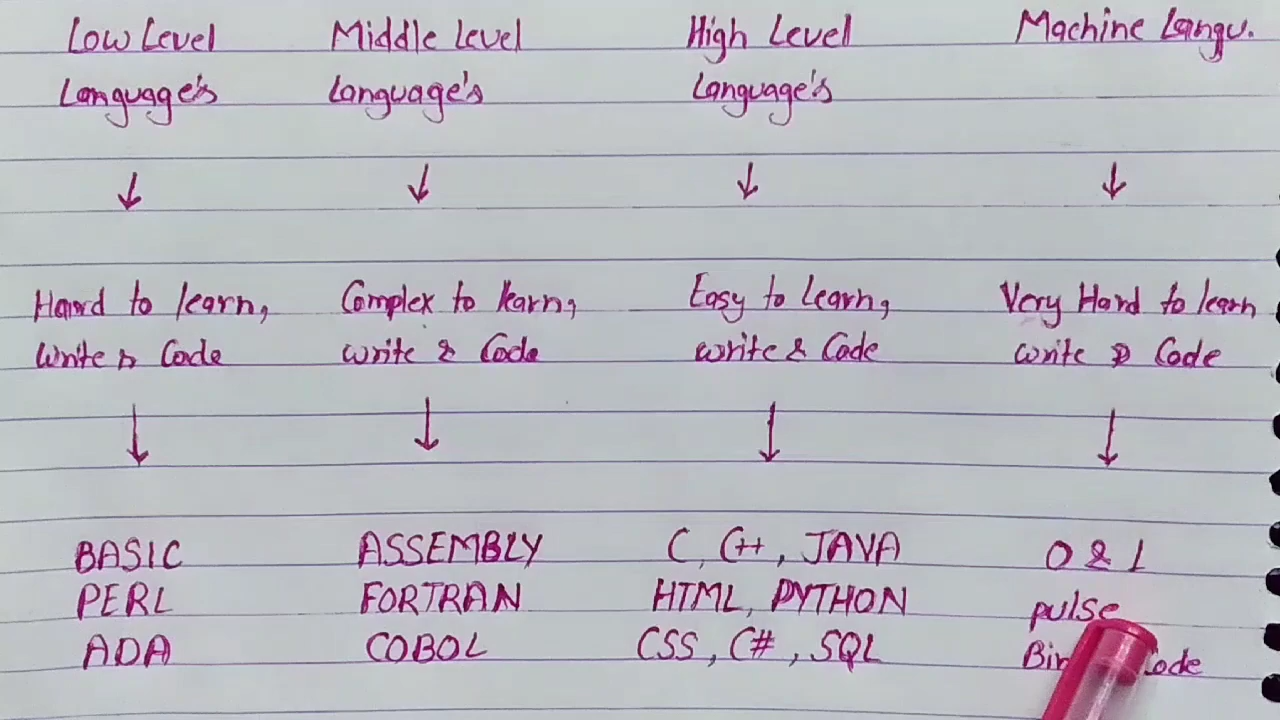 Low Level Middle Level High Level Machine Langu.
Language's Language's Language's
Hard to learn, Complex to learn, Easy to Learn, Very Hard to learn
Write & Code write & Code write & Code write & Code
BASIC ASSEMBLY C, C++, JAVA 0 & 1
PERL FORTRAN HTML, PYTHON pulse
ADA COBOL CSS, C#, SQL Code